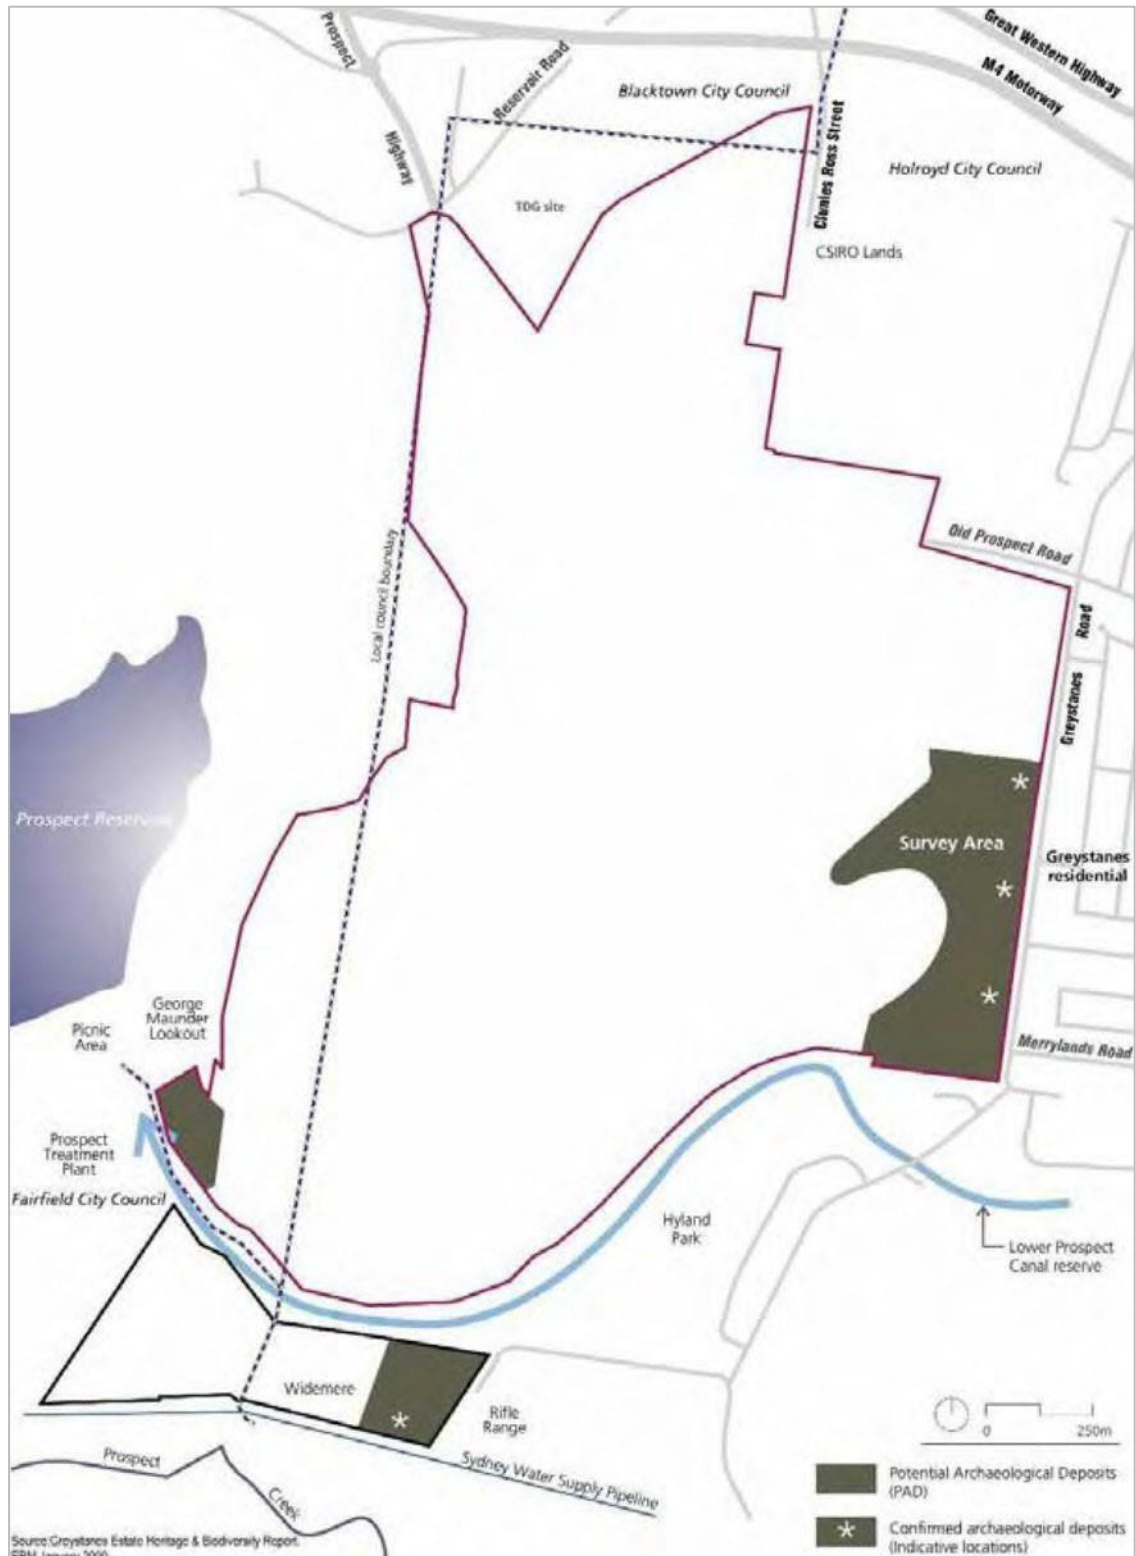 Great Western Highway
M4 Motorway
Prospect
Highway
Reservoir Road
Blacktown City Council
Clunies Ross Street
Holroyd City Council
TDG site
CSIRO Lands
Old Prospect Road
Local council boundary
Greystanes
Road
Survey Area
Greystanes
residential
George
Maunder
Lookout
Picnic
Area
Merrylands Road
Prospect
Treatment
Plant
Fairfield City Council
Hyland
Park
Lower Prospect
Canal reserve
Widemere
Rifle
Range
0 250m
Sydney Water Supply Pipeline
Prospect
Creek
Potential Archaeological Deposits
(PAD)
Confirmed archaeological deposits
(Indicative locations)
Source: Greystanes Estate Heritage & Biodiversity Report,